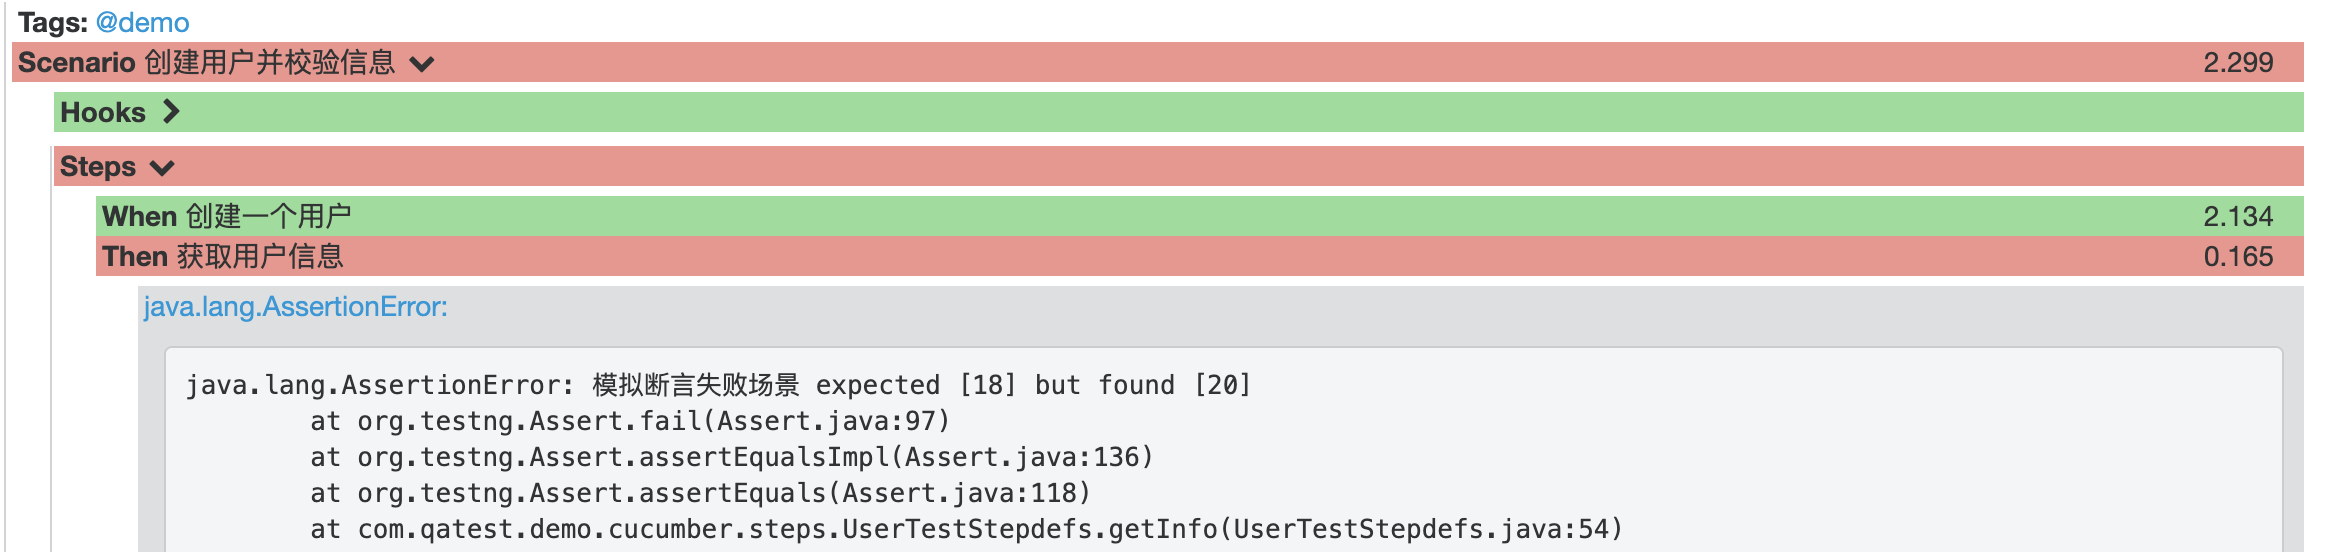 Tags: @demo
Scenario 创建用户并校验信息 2.299
Hooks
Steps
When 创建一个用户 2.134
Then 获取用户信息 0.165
java.lang.AssertionError:
java.lang.AssertionError: 模拟断言失败场景 expected [18] but found [20]
at org.testng.Assert.fail(Assert.java:97)
at org.testng.Assert.assertEqualsImpl(Assert.java:136)
at org.testng.Assert.assertEquals(Assert.java:118)
at com.qatest.demo.cucumber.steps.UserTestStepdefs.getInfo(UserTestStepdefs.java:54)